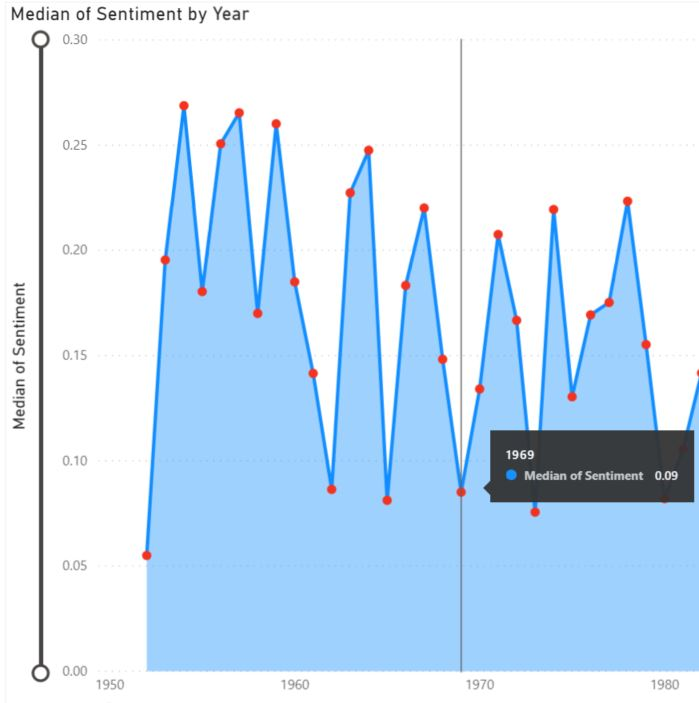 Median of Sentiment by Year
0.30
0.25
0.20
0.15
0.10
0.05
0.00
Median of Sentiment
1969
Median of Sentiment 0.09
1950 1960 1970 1980